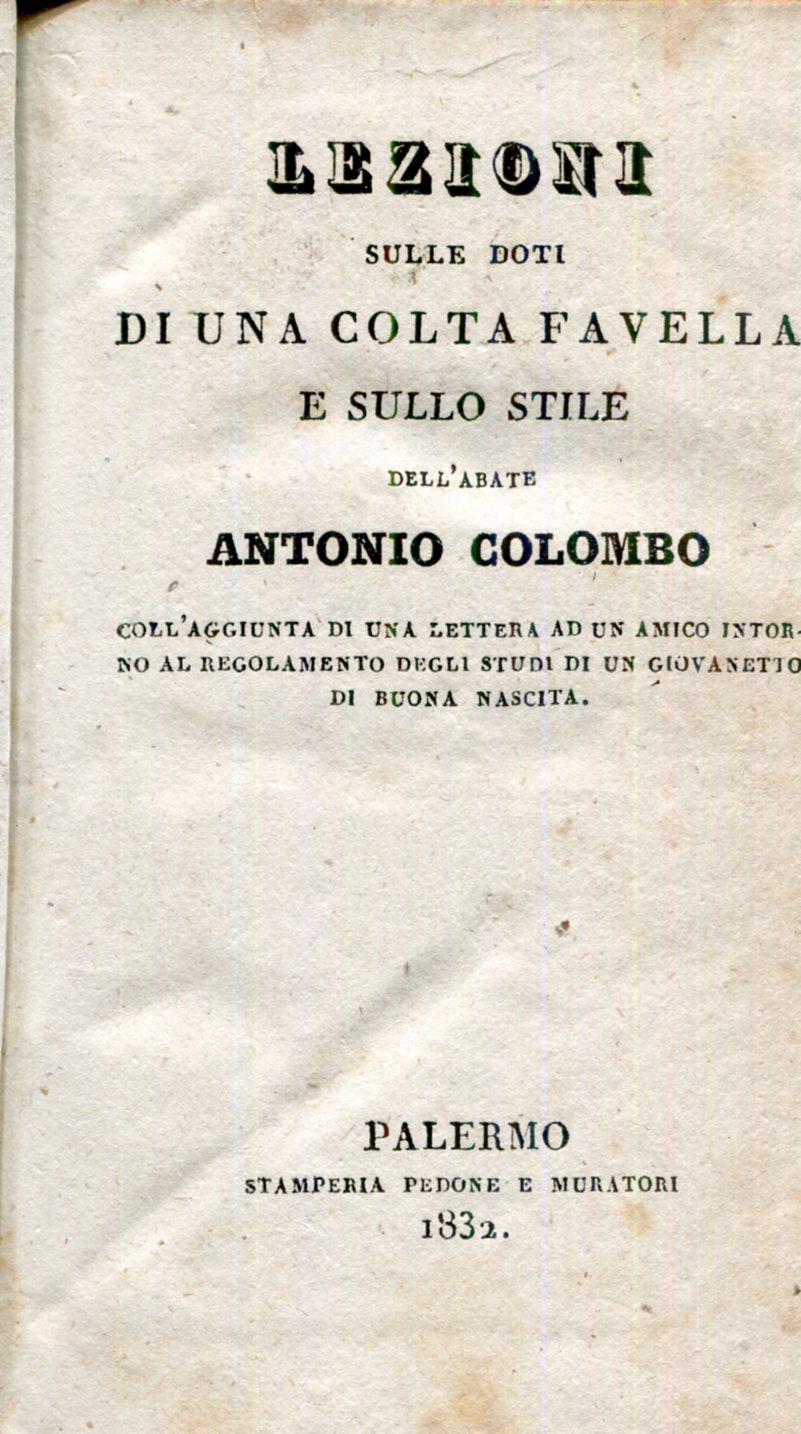 LEZIONI
SULLE DOTI
DI UNA COLTA FAVELLA
E SULLO STILE
DELL'ABATE
ANTONIO COLOMBO
COLL'AGGIUNTA DI UNA LETTERA AD UN AMICO INTOR-
NO AL REGOLAMENTO DEGLI STUDI DI UN GIOVANETTO
DI BUONA NASCITA.
PALERMO
STAMPERIA PEDONE E MURATORI
1832.